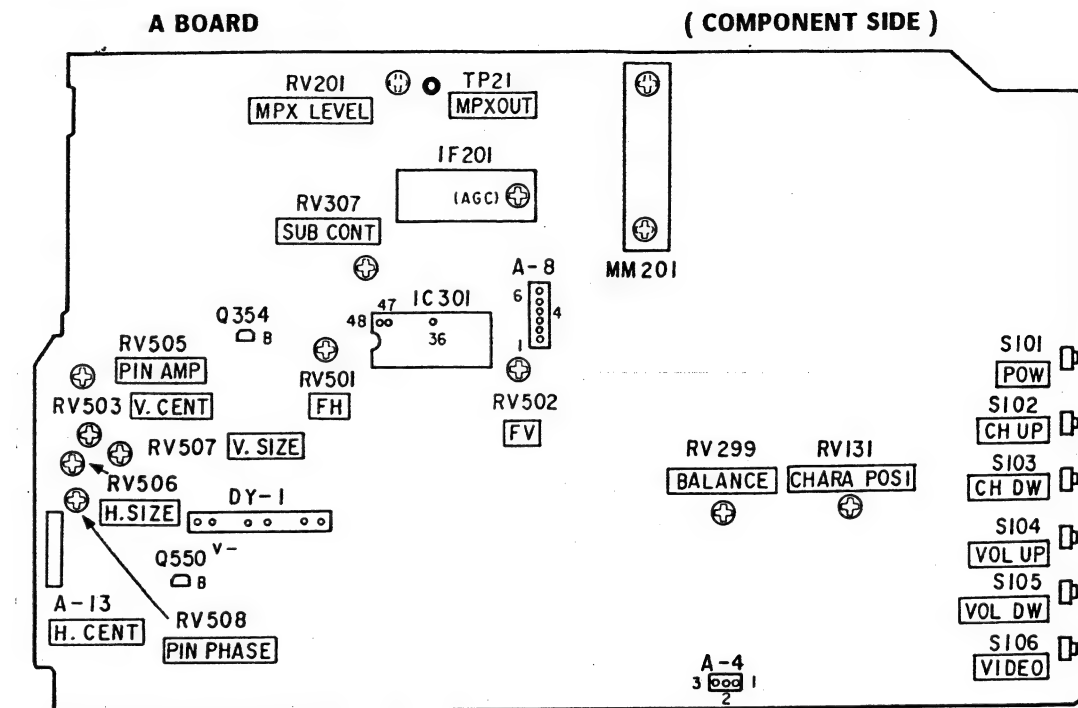 A BOARD
( COMPONENT SIDE )
RV201
MPX LEVEL
TP21
MPXOUT
IF201
(AGC)
RV307
SUB CONT
MM201
A-8
6
4
1
IC301
48
47
36
Q354
B
RV505
PIN AMP
RV501
FH
RV502
FV
RV503
V. CENT
RV507
V. SIZE
RV506
H.SIZE
DY-1
V-
Q550
B
A-13
H. CENT
RV508
PIN PHASE
RV299
BALANCE
RV131
CHARA POSI
A-4
3
1
2
S101
POW
S102
CH UP
S103
CH DW
S104
VOL UP
S105
VOL DW
S106
VIDEO